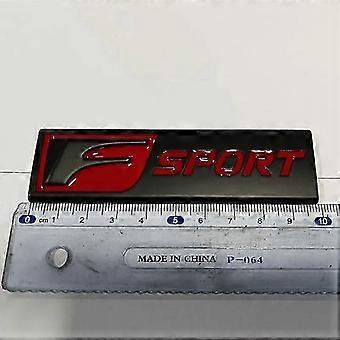 F SPORT
0 cm 1 2 3 4 5 6 7 8 9 10
MADE IN CHINA P-064